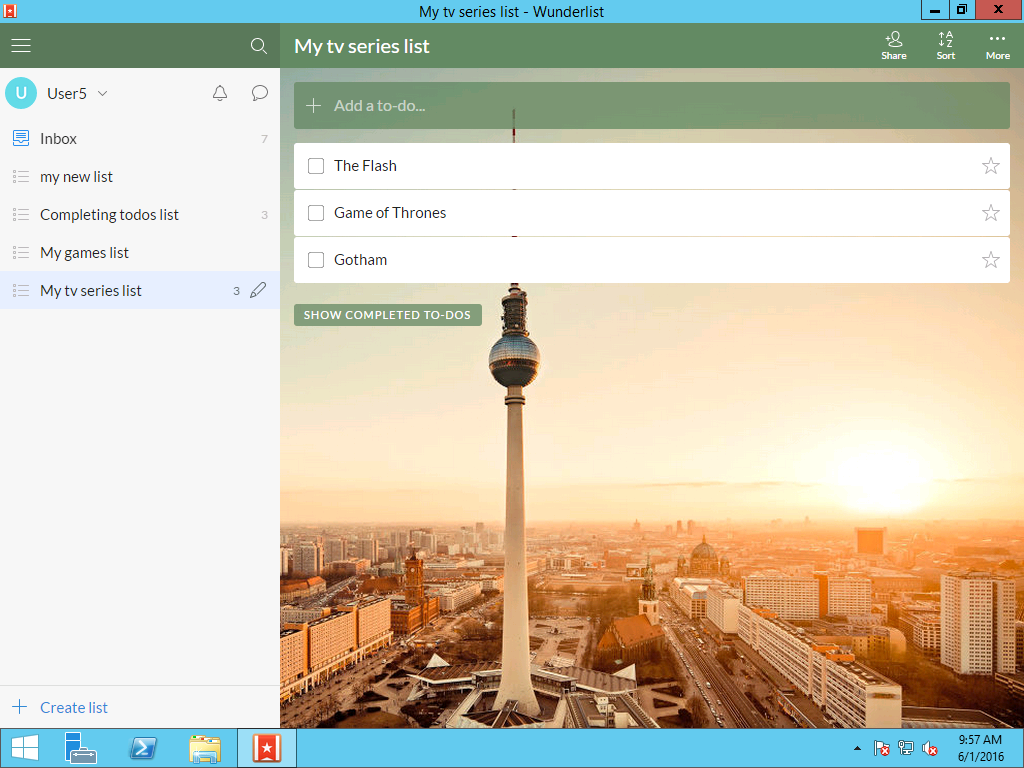 My tv series list - Wunderlist
My tv series list
Share
Sort
More
U
User5
Add a to-do...
Inbox
7
my new list
Completing todos list
3
My games list
My tv series list
3
The Flash
Game of Thrones
Gotham
SHOW COMPLETED TO-DOS
Create list
9:57 AM
6/1/2016